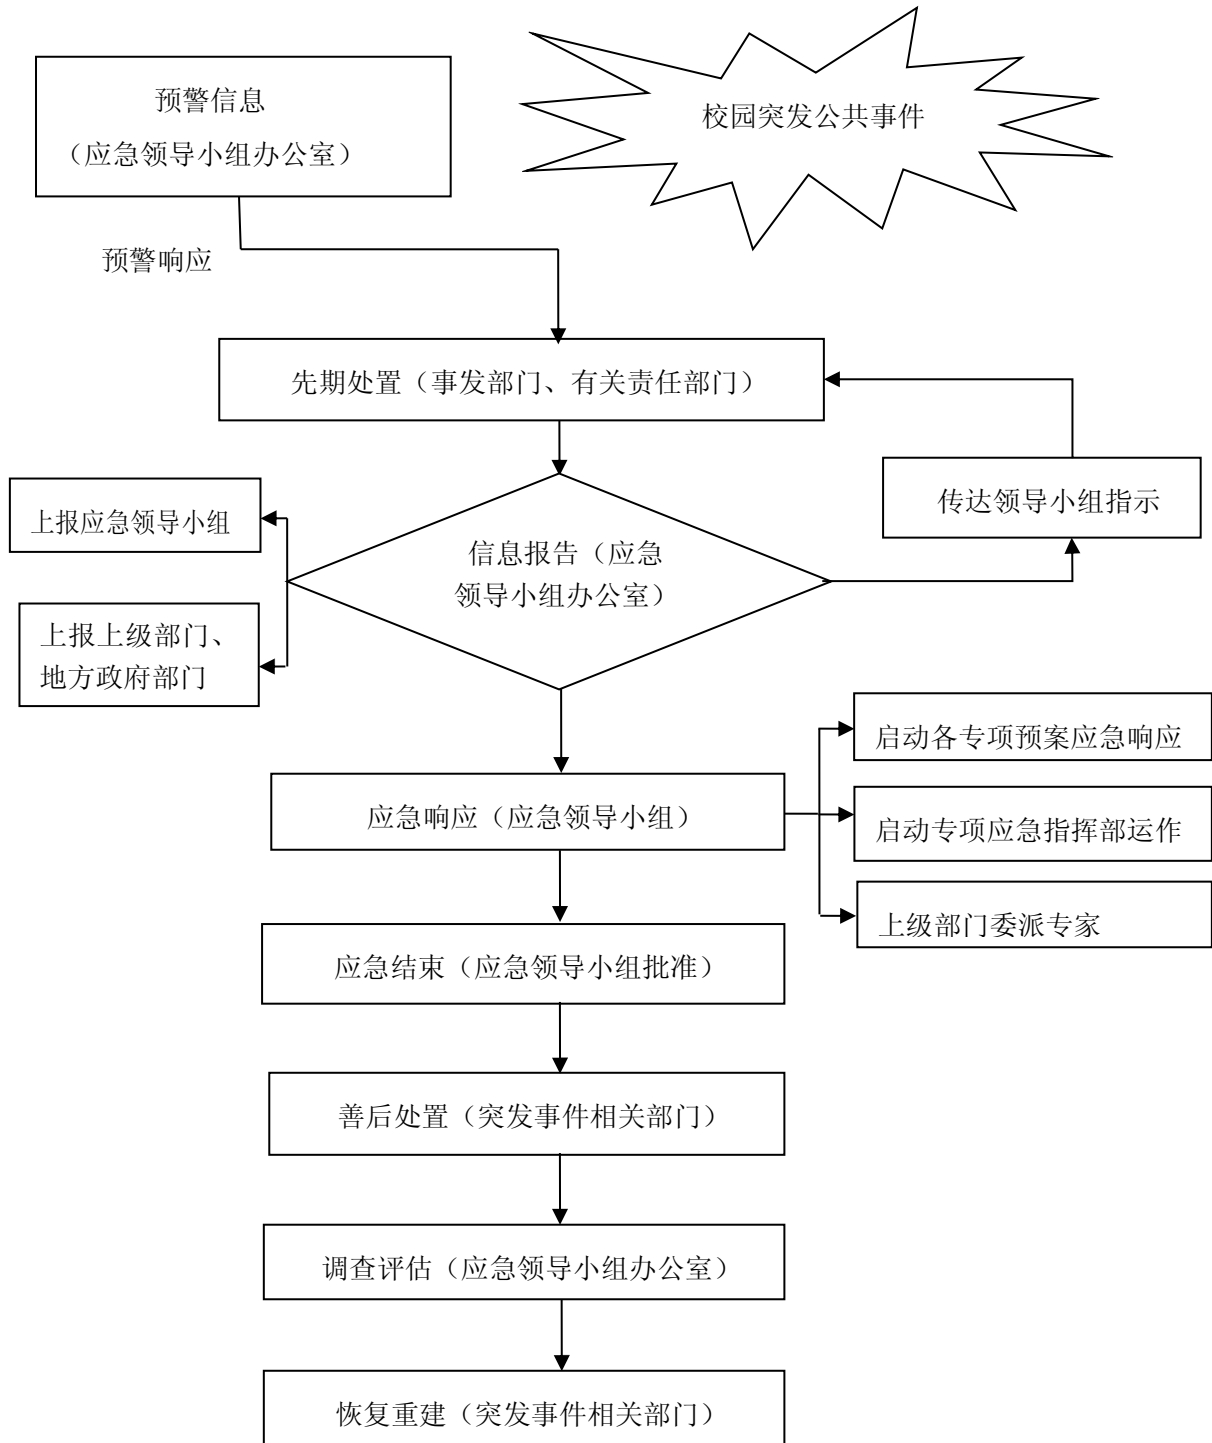 预警信息
（应急领导小组办公室）
校园突发公共事件
预警响应
先期处置（事发部门、有关责任部门）
传达领导小组指示
上报应急领导小组
信息报告（应急
领导小组办公室）
上报上级部门、
地方政府部门
启动各专项预案应急响应
应急响应（应急领导小组）
启动专项应急指挥部运作
上级部门委派专家
应急结束（应急领导小组批准）
善后处置（突发事件相关部门）
调查评估（应急领导小组办公室）
恢复重建（突发事件相关部门）